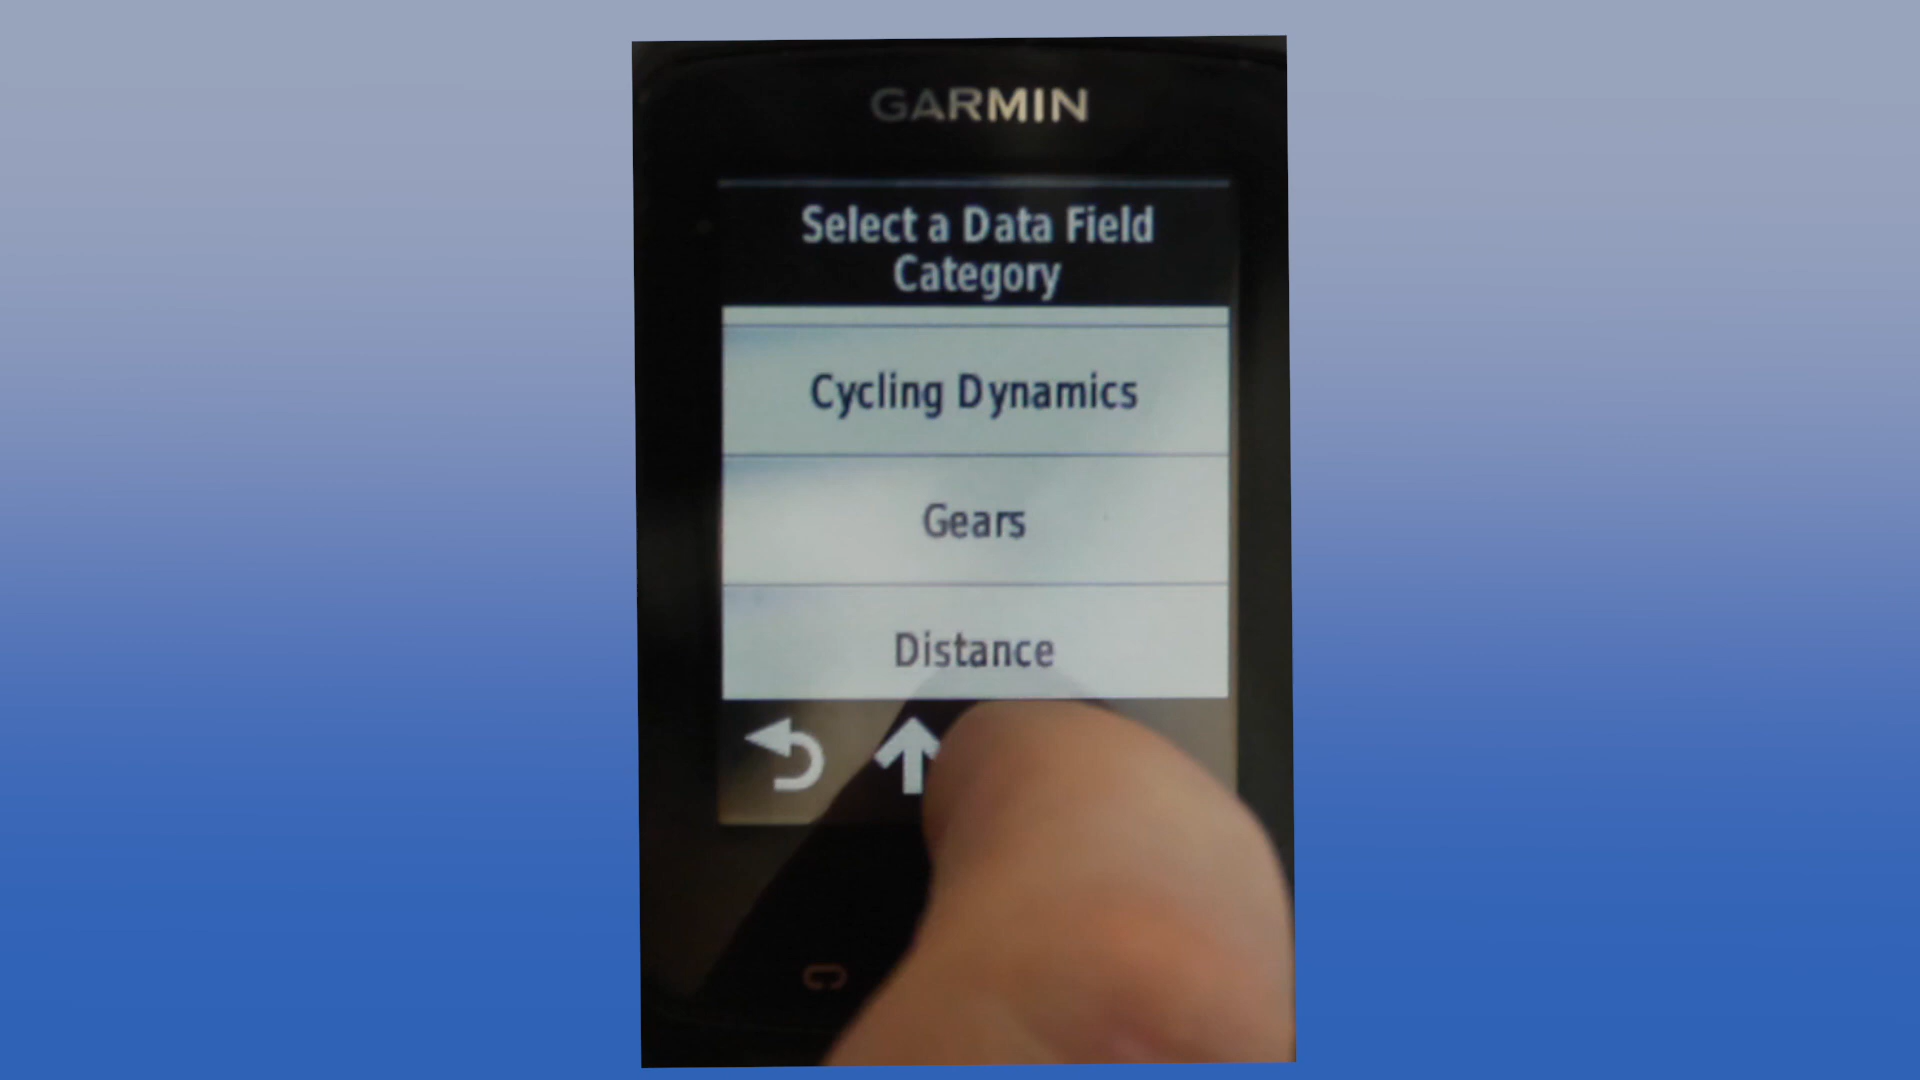 GARMIN
Select a Data Field
Category
Cycling Dynamics
Gears
Distance